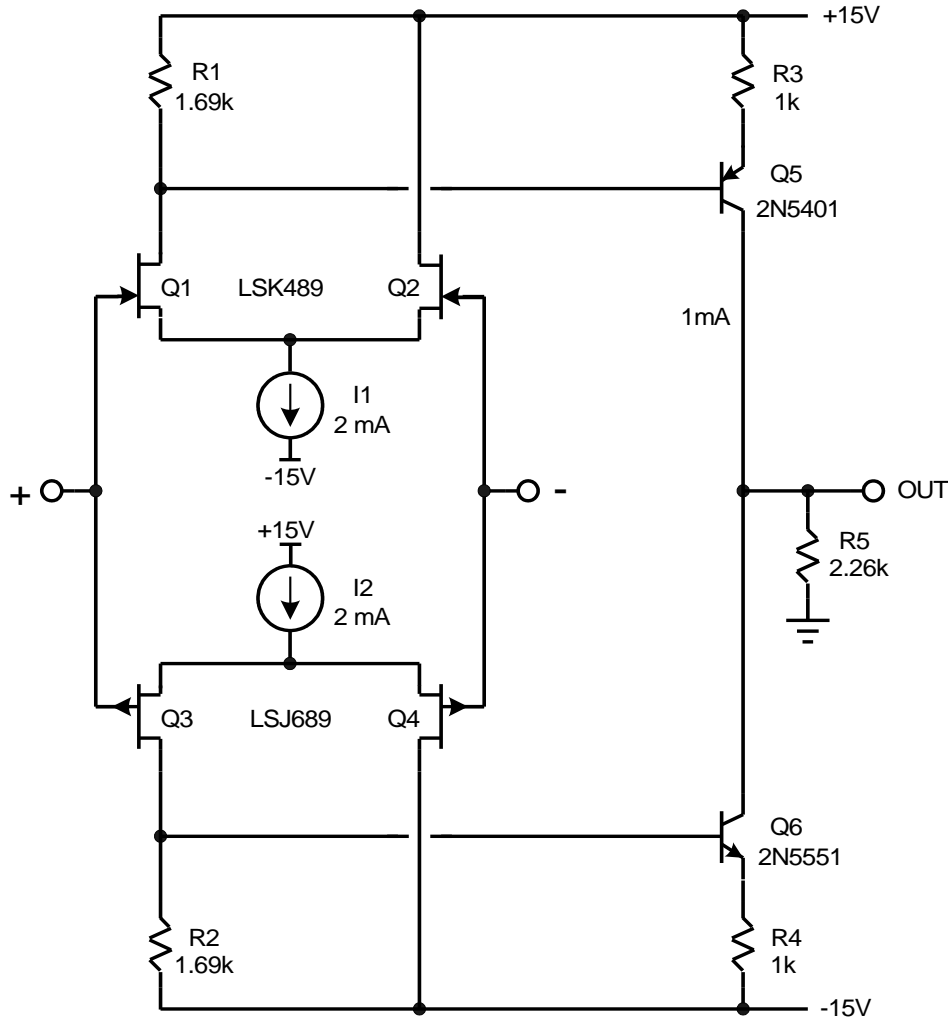 +15V
R1
1.69k
R3
1k
Q5
2N5401
Q1
LSK489
Q2
1mA
I1
2 mA
-15V
+
-
OUT
+15V
R5
2.26k
I2
2 mA
Q3
LSJ689
Q4
Q6
2N5551
R2
1.69k
R4
1k
-15V